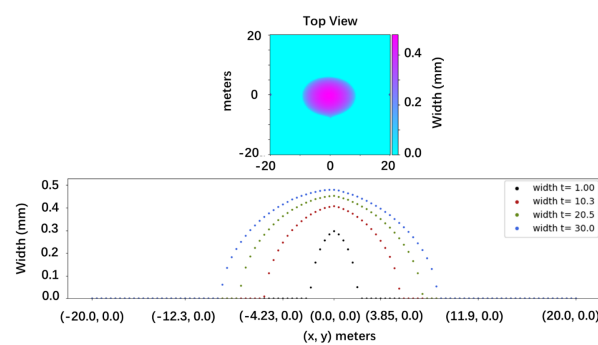 Top View
20
0
-20
meters
-20
0
20
0.4
0.2
0.0
Width (mm)
0.5
0.4
0.3
0.2
0.1
0.0
Width (mm)
width t= 1.00
width t= 10.3
width t= 20.5
width t= 30.0
(-20.0, 0.0) (-12.3, 0.0) (-4.23, 0.0) (0.0, 0.0) (3.85, 0.0) (11.9, 0.0) (20.0, 0.0)
(x, y) meters